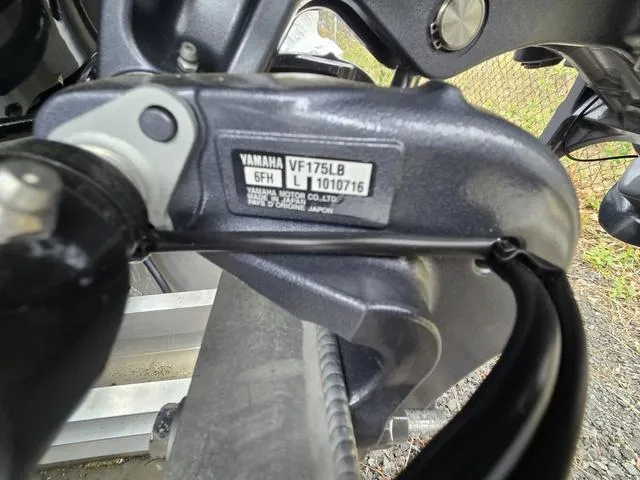 YAMAHA VF175LB
6FH L 1010716
YAMAHA MOTOR CO.,LTD.
MADE IN JAPAN
PAYS D'ORIGINE JAPON